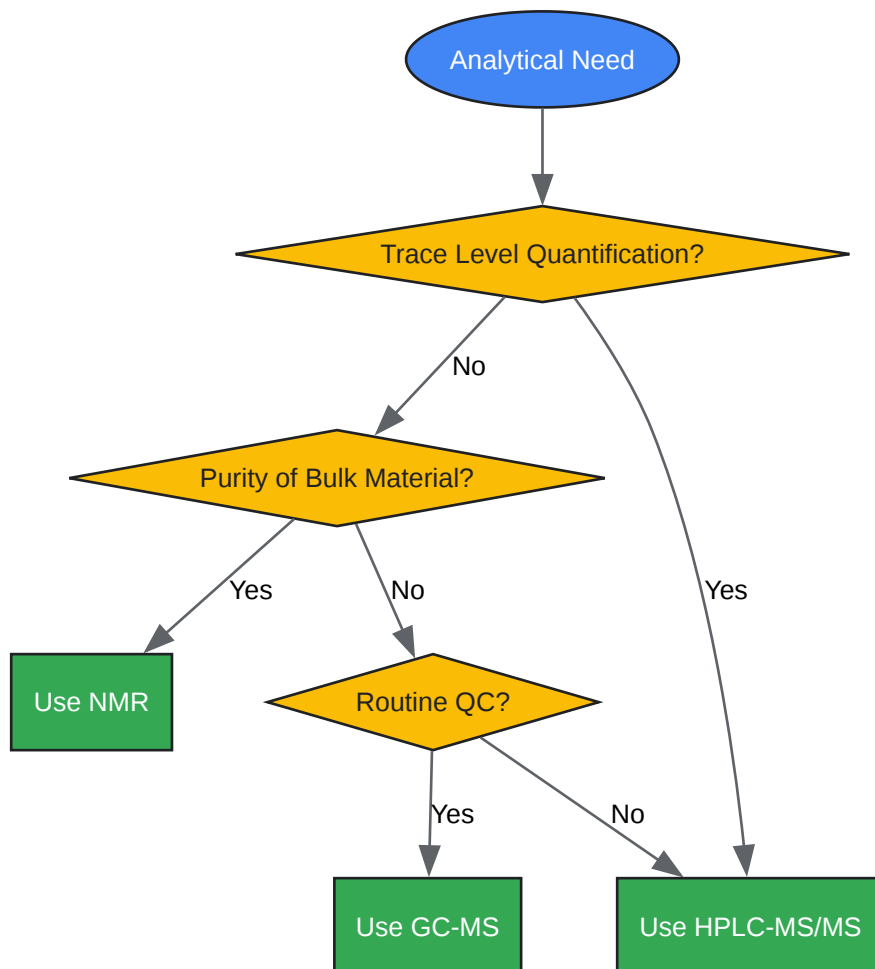 Analytical Need
Trace Level Quantification?
No
Purity of Bulk Material?
Yes
No
Yes
Use NMR
Routine QC?
Yes
No
Use GC-MS
Use HPLC-MS/MS